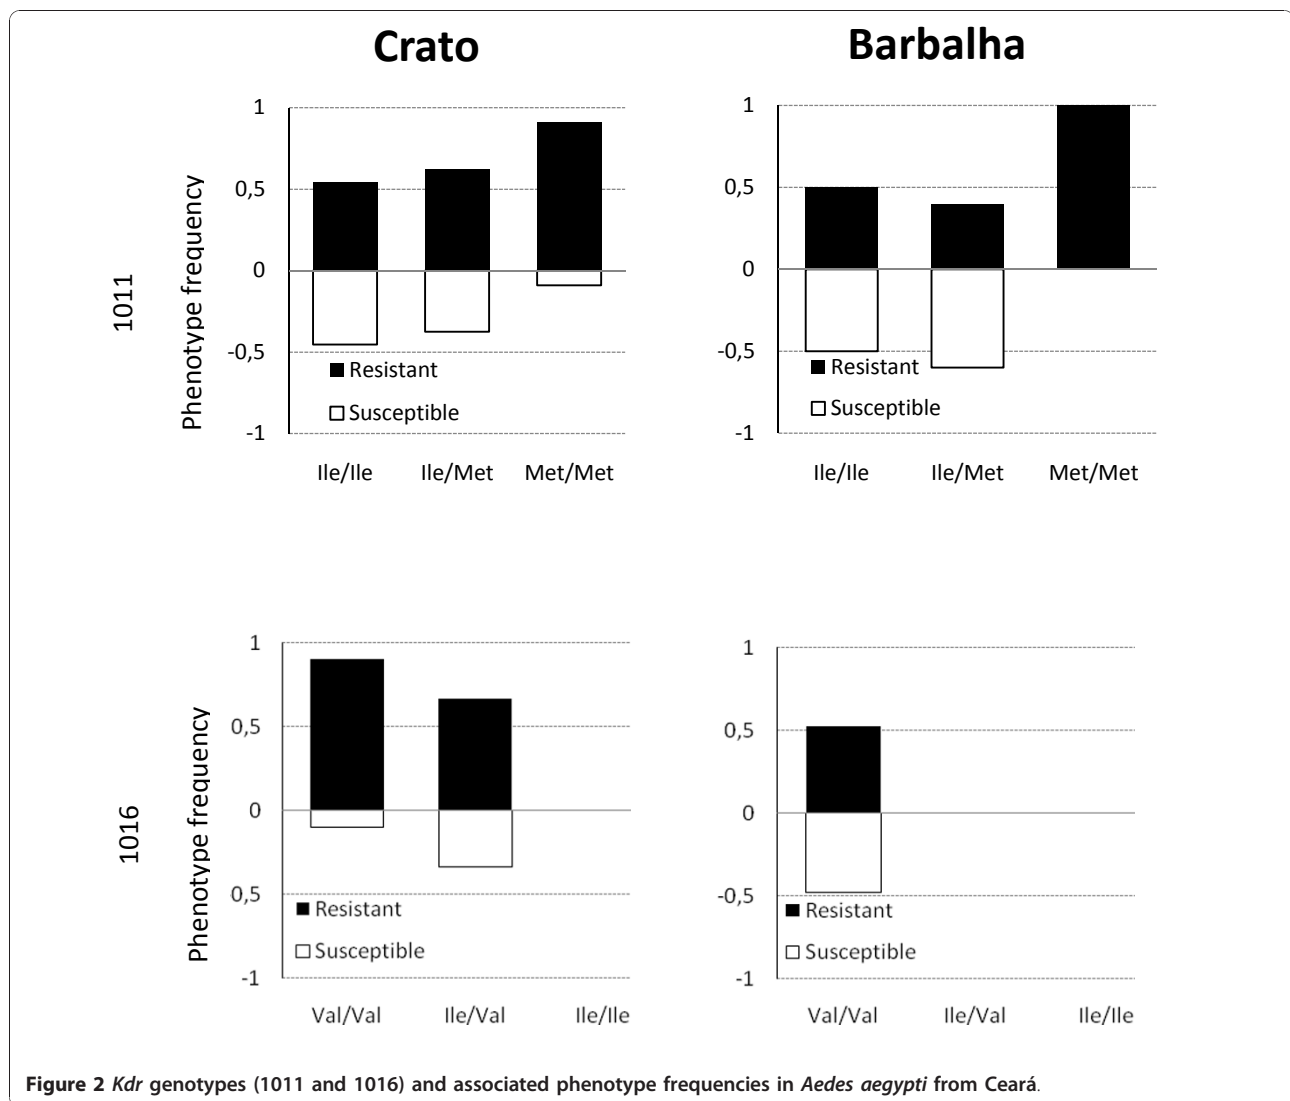 Crato
Barbalha
1011
Phenotype frequency
1
0,5
0
-0,5
-1
Resistant
Susceptible
Ile/Ile
Ile/Met
Met/Met
1
0,5
0
-0,5
-1
Resistant
Susceptible
Ile/Ile
Ile/Met
Met/Met
1016
Phenotype frequency
1
0,5
0
0,5
-1
Resistant
Susceptible
Val/Val
Ile/Val
Ile/Ile
1
0,5
0
-0,5
-1
Resistant
Susceptible
Val/Val
Ile/Val
Ile/Ile
Figure 2 Kdr genotypes (1011 and 1016) and associated phenotype frequencies in Aedes aegypti from Ceará.